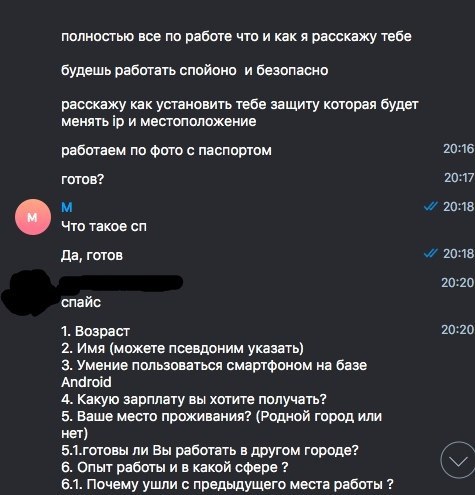 полностью все по работе что и как я расскажу тебе
будешь работать спойоно и безопасно
расскажу как установить тебе защиту которая будет
менять ip и местоположение
работаем по фото с паспортом 20:16
готов? 20:17
М 20:18
М
Что такое сп
Да, готов 20:18
20:20
спайс
1. Возраст 20:20
2. Имя (можете псевдоним указать)
3. Умение пользоваться смартфоном на базе
Android
4. Какую зарплату вы хотите получать?
5. Ваше место проживания? (Родной город или
нет)
5.1.готовы ли Вы работать в другом городе?
6. Опыт работы и в какой сфере ?
6.1. Почему ушли с предыдущего места работы ?